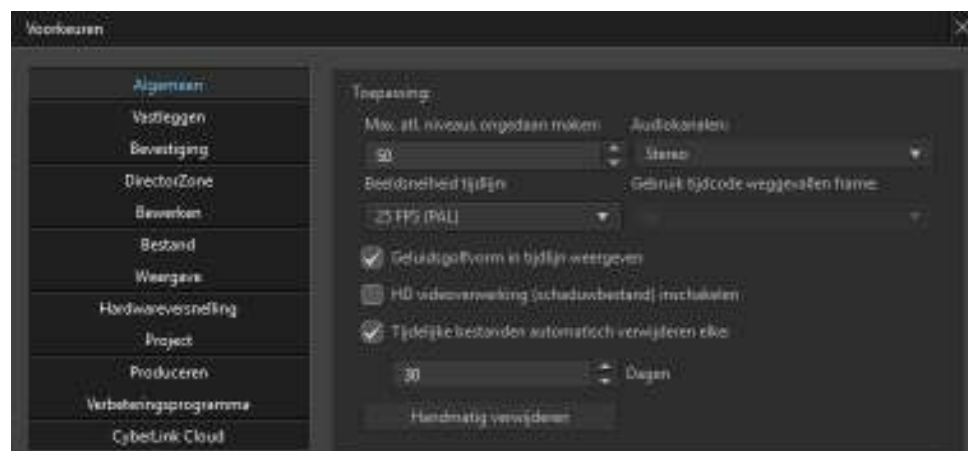 Voorkeuren
Algemeen
Vastleggen
Bevestiging
DirectorZone
Bewerken
Bestand
Weergave
Hardwareversnelling
Project
Produceren
Verbeteringsprogramma
CyberLink Cloud
Toepassing:
Max. atl. niveaus ongedaan maken:
Audiokanalen:
50
Stereo
Beeldsnelheid tijdlijn:
Gebruik tijdcode weggevallen frame:
25 FPS (PAL)
Geluidsgolfvorm in tijdlijn weergeven
HD videoverwerking (schaduwbestand) inschakelen
Tijdelijke bestanden automatisch verwijderen elke:
30
Dagen
Handmatig verwijderen